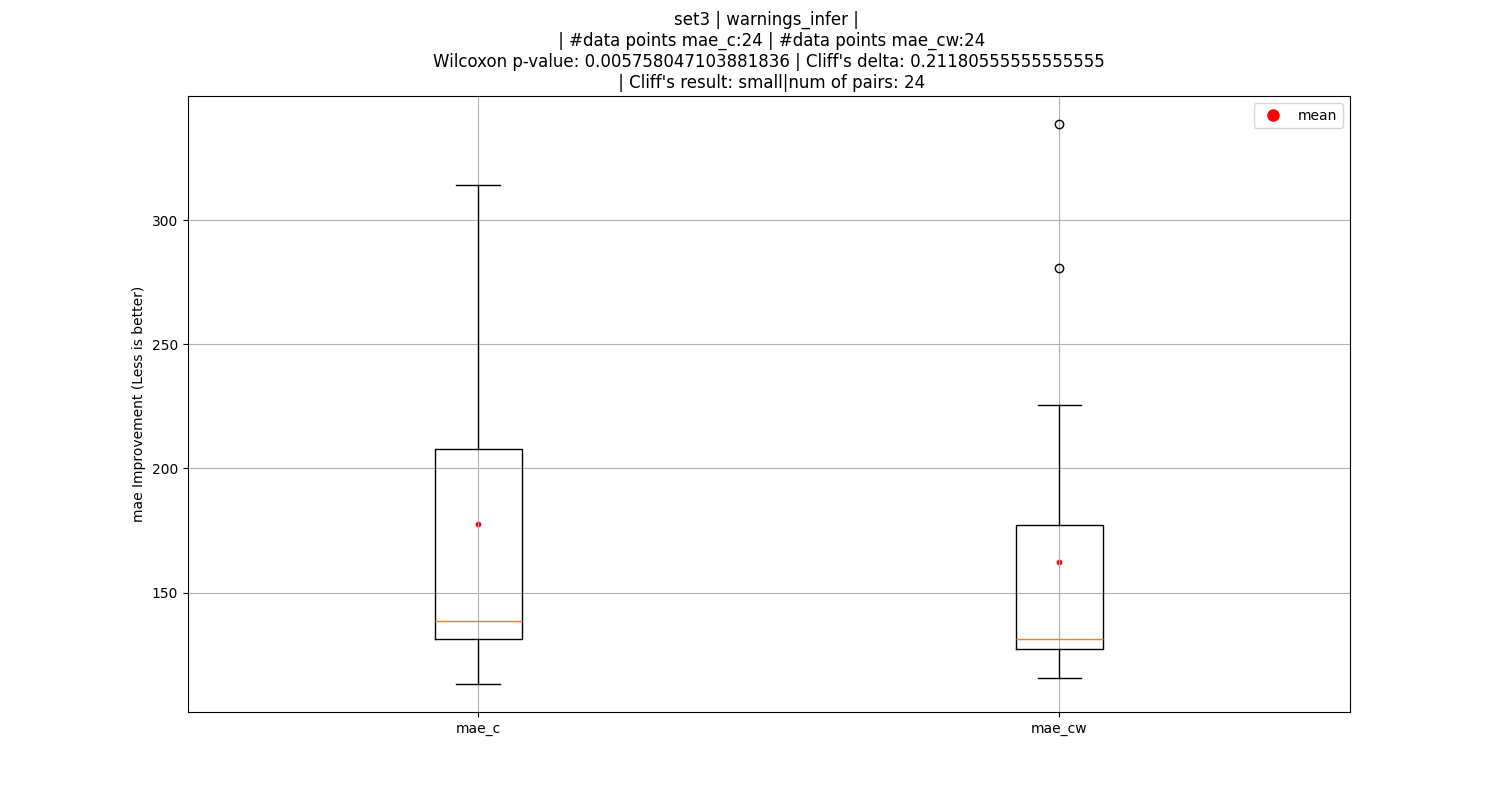 set3 | warnings_infer |
| #data points mae_c:24 | #data points mae_cw:24
Wilcoxon p-value: 0.005758047103881836 | Cliff's delta: 0.21180555555555555
| Cliff's result: small|num of pairs: 24
mean
mae Improvement (Less is better)
300
250
200
150
mae_c
mae_cw